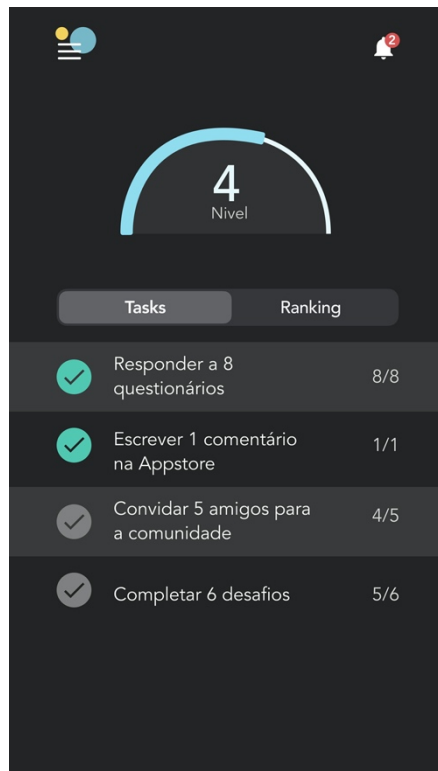 2
4
Nivel
Tasks
Ranking
Responder a 8
questionários
8/8
Escrever 1 comentário
na Appstore
1/1
Convidar 5 amigos para
a comunidade
4/5
Completar 6 desafios
5/6